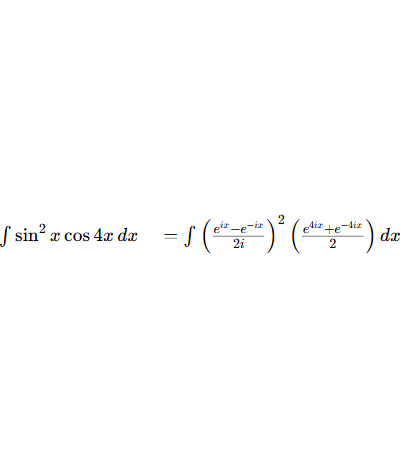 ∫ sin² x cos 4x dx = ∫ ( (e^{ix} − e^{−ix}) / 2i )² ( (e^{4ix} + e^{−4ix}) / 2 ) dx